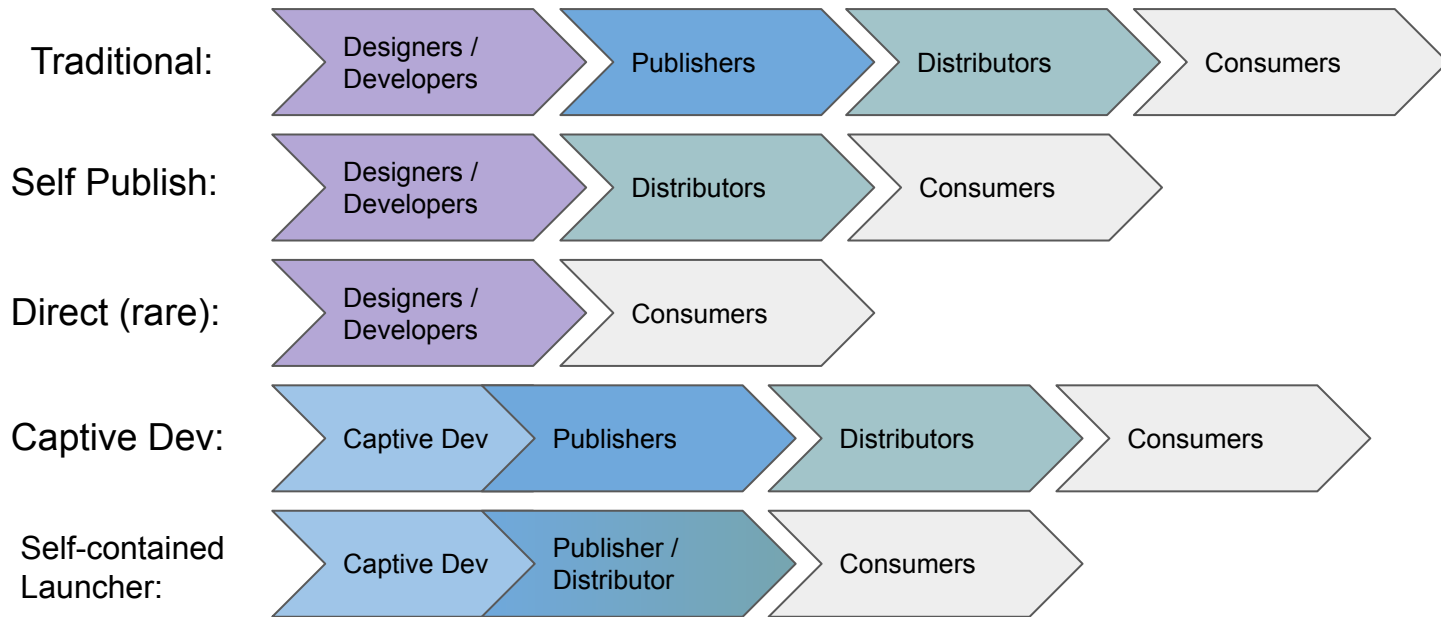 Traditional:
Designers /
Developers
Publishers
Distributors
Consumers
Self Publish:
Designers /
Developers
Distributors
Consumers
Direct (rare):
Designers /
Developers
Consumers
Captive Dev:
Captive Dev
Publishers
Distributors
Consumers
Self-contained
Launcher:
Captive Dev
Publisher /
Distributor
Consumers